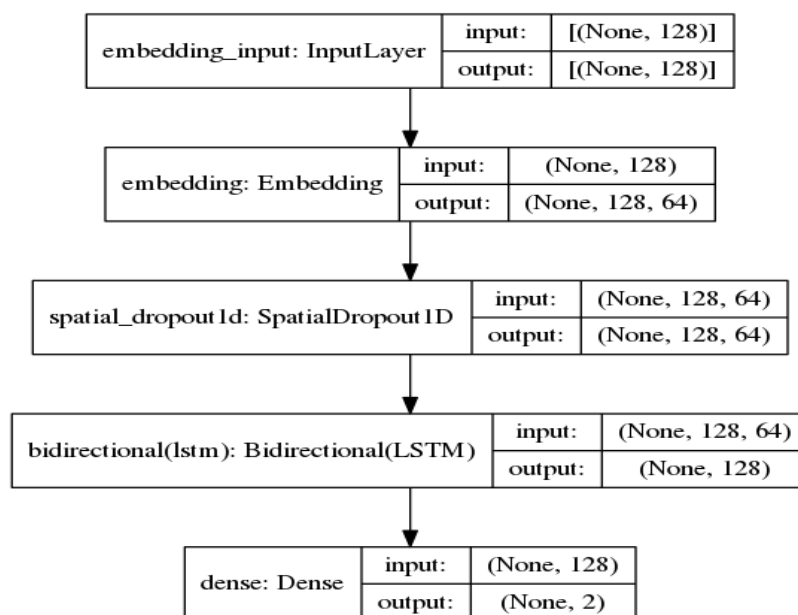 embedding_input: InputLayer
input: [(None, 128)]
output: [(None, 128)]
embedding: Embedding
input: (None, 128)
output: (None, 128, 64)
spatial_dropout1d: SpatialDropout1D
input: (None, 128, 64)
output: (None, 128, 64)
bidirectional(lstm): Bidirectional(LSTM)
input: (None, 128, 64)
output: (None, 128)
dense: Dense
input: (None, 128)
output: (None, 2)